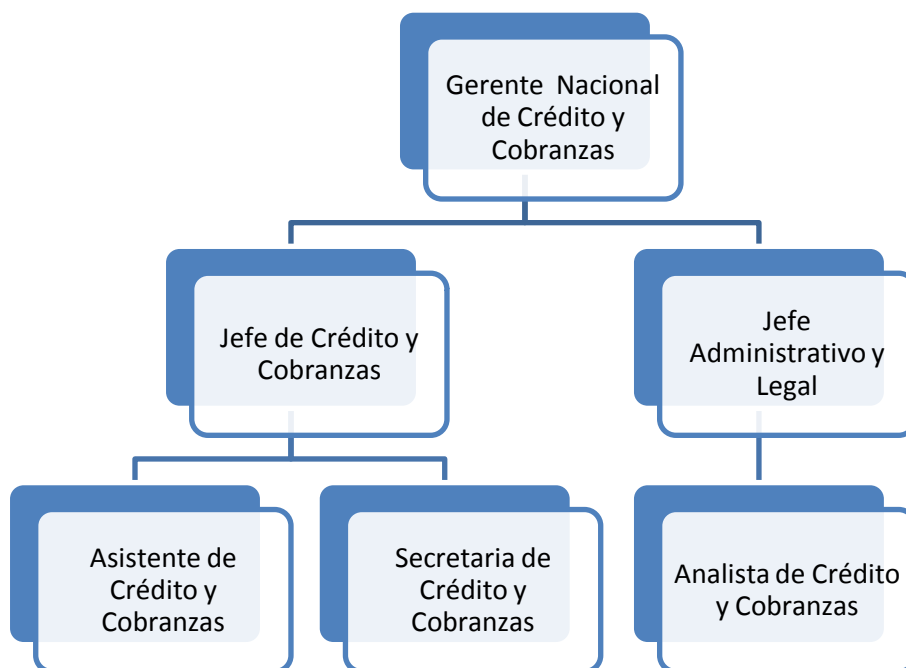 Gerente Nacional
de Crédito y
Cobranzas
Jefe de Crédito y
Cobranzas
Jefe
Administrativo y
Legal
Asistente de
Crédito y
Cobranzas
Secretaria de
Crédito y
Cobranzas
Analista de Crédito
y Cobranzas